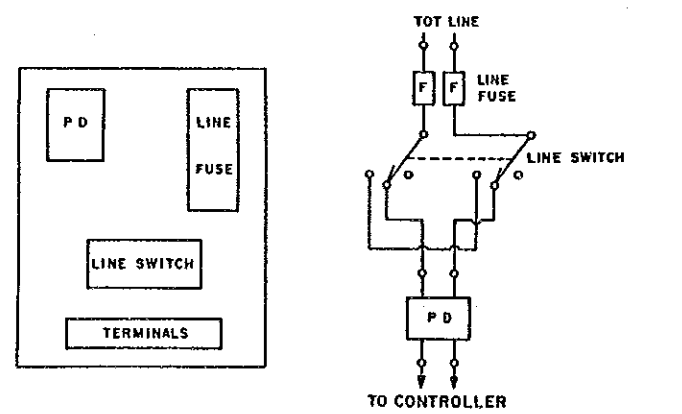 P D
LINE
FUSE
LINE SWITCH
TERMINALS
TOT LINE
F
F
LINE
FUSE
LINE SWITCH
P D
TO CONTROLLER